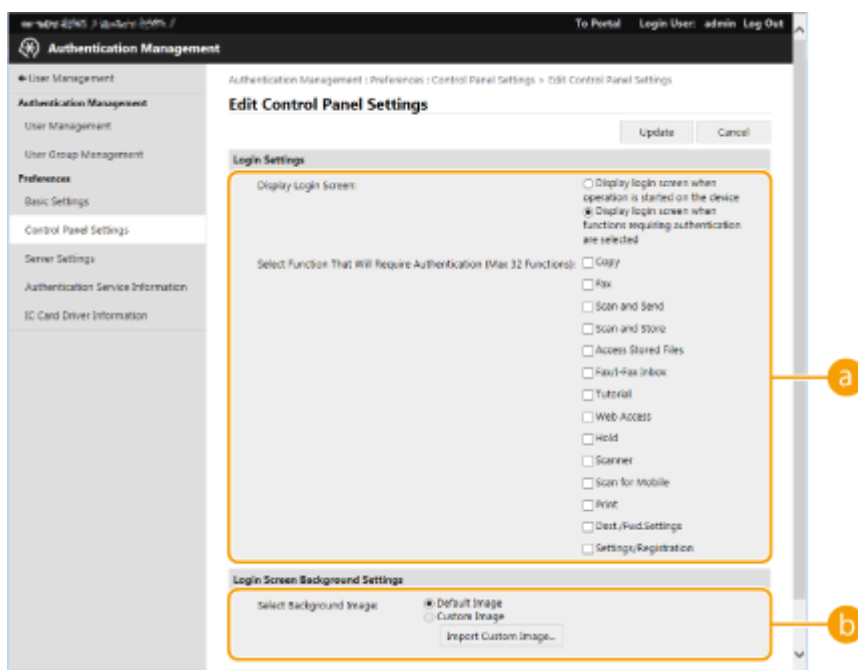 To Portal Login User: admin Log Out
Authentication Management
User Management
Authentication Management : Preferences : Control Panel Settings > Edit Control Panel Settings
Authentication Management
Edit Control Panel Settings
User Management
Update Cancel
User Group Management
Login Settings
Preferences
Display Login Screen:
Display login screen when
operation is started on the device
Display login screen when
functions requiring authentication
are selected
Basic Settings
Control Panel Settings
Server Settings
Select Function That Will Require Authentication (Max 32 Functions):
Copy
Authentication Service Information
Fax
IC Card Driver Information
Scan and Send
Scan and Store
Access Stored Files
Fax/I-Fax Inbox
a
Tutorial
Web Access
Hold
Scanner
Scan for Mobile
Print
Dest./Fwd.Settings
Settings/Registration
Login Screen Background Settings
Select Background Image:
Default Image
Custom Image
b
Import Custom Image...